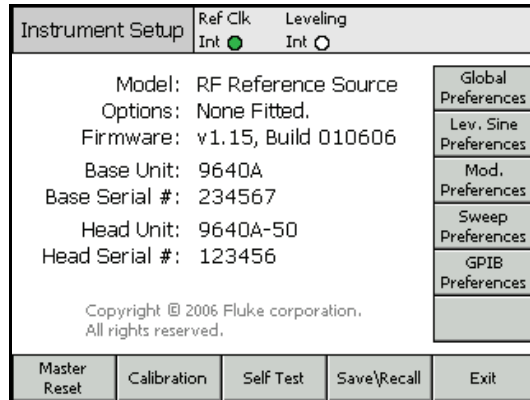 Instrument Setup
Ref Clk Leveling
Int Int
Model: RF Reference Source
Options: None Fitted.
Firmware: v1.15, Build 010606
Base Unit: 9640A
Base Serial #: 234567
Head Unit: 9640A-50
Head Serial #: 123456
Copyright © 2006 Fluke corporation.
All rights reserved.
Global
Preferences
Lev. Sine
Preferences
Mod.
Preferences
Sweep
Preferences
GPIB
Preferences
Master
Reset
Calibration
Self Test
Save\Recall
Exit